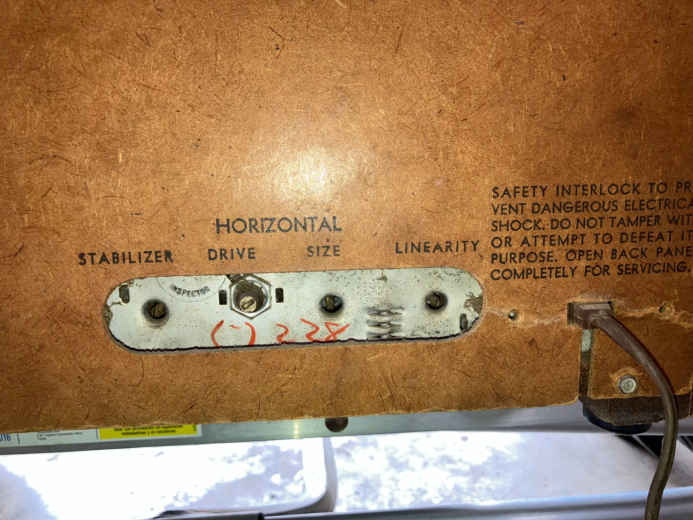 SAFETY INTERLOCK TO PR
VENT DANGEROUS ELECTRICA
SHOCK. DO NOT TAMPER WIT
OR ATTEMPT TO DEFEAT IT
PURPOSE. OPEN BACK PANE
COMPLETELY FOR SERVICING.
HORIZONTAL
STABILIZER DRIVE SIZE LINEARITY
NSPECTOR
(-) 228